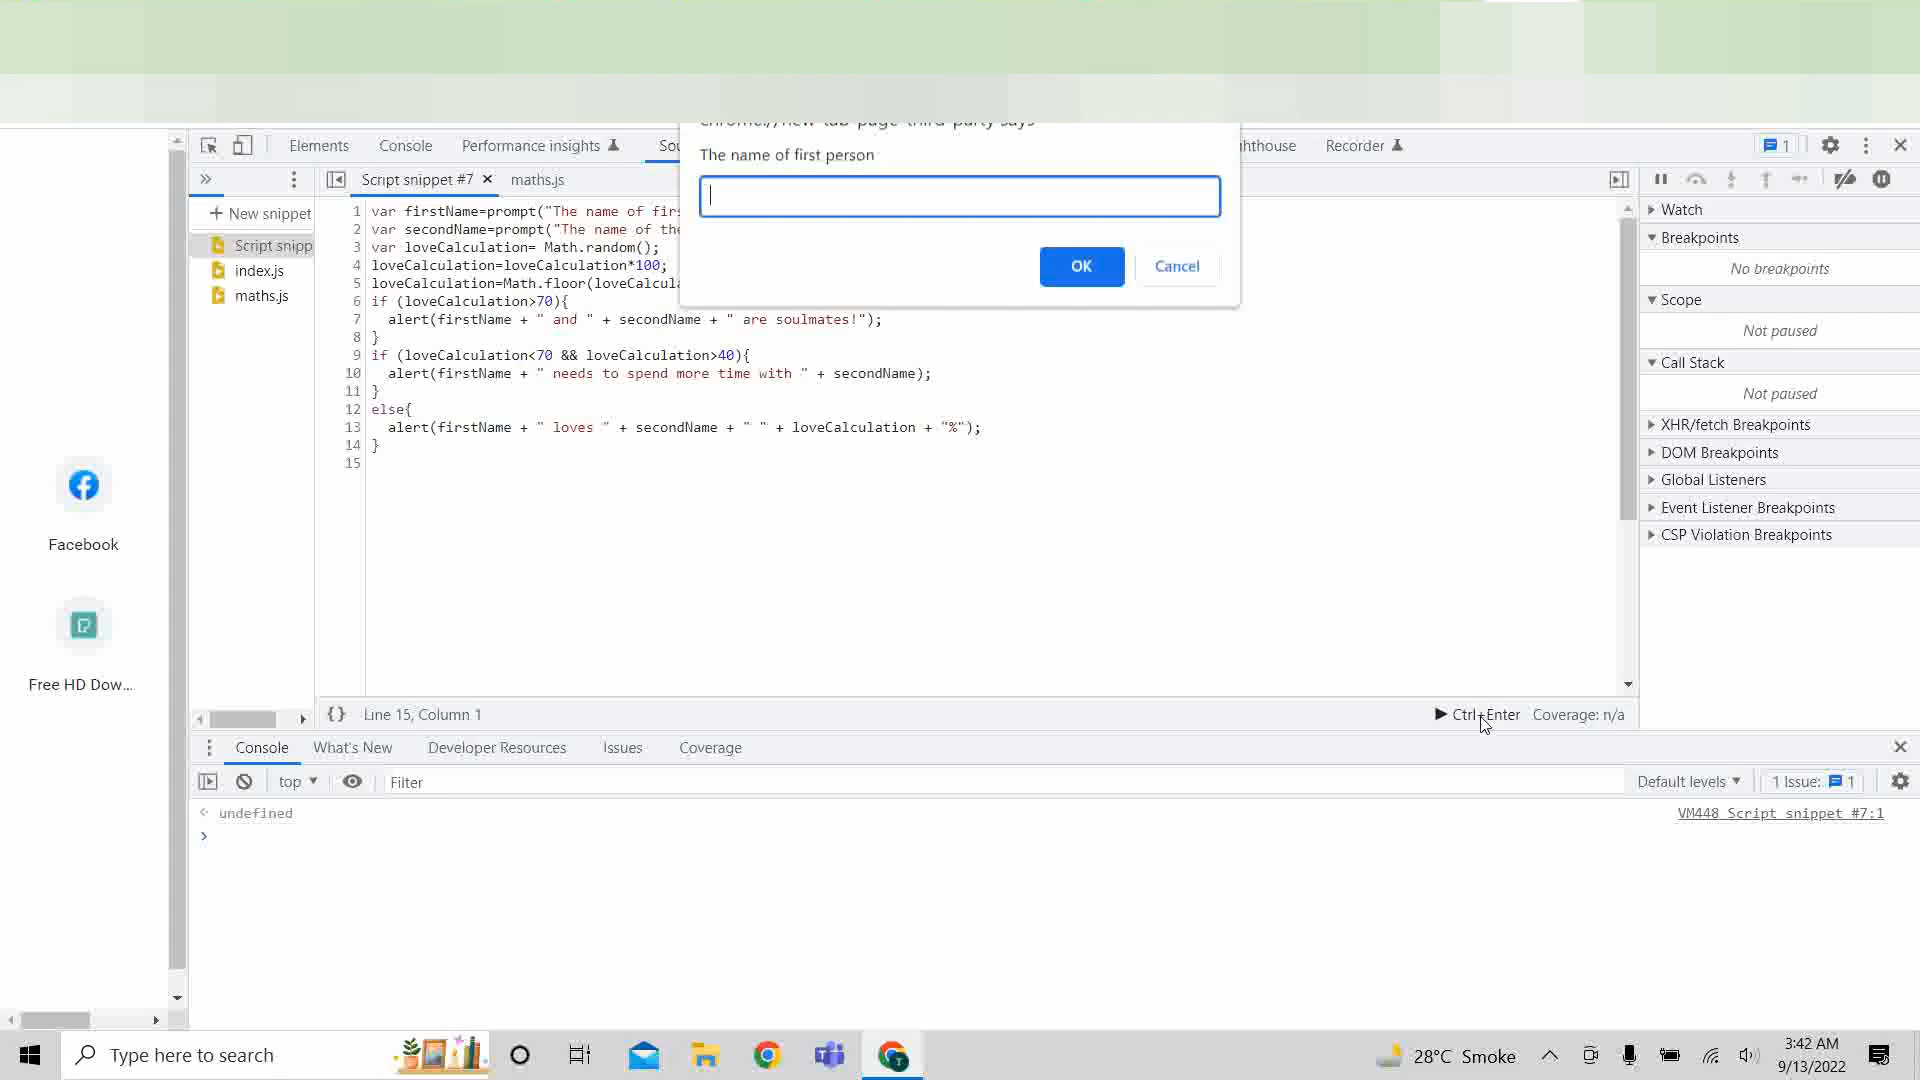 chrome://new-tab-page-third-party says
The name of first person
OK
Cancel
Elements
Console
Performance insights
Recorder
1
Script snippet #7
maths.js
New snippet
Script snipp
index.js
maths.js
1 var firstName=prompt("The name of firs
2 var secondName=prompt("The name of the
3 var loveCalculation= Math.random();
4 loveCalculation=loveCalculation*100;
5 loveCalculation=Math.floor(loveCalcula
6 if (loveCalculation>70){
7 alert(firstName + " and " + secondName + " are soulmates!");
8 }
9 if (loveCalculation<70 && loveCalculation>40){
10 alert(firstName + " needs to spend more time with " + secondName);
11 }
12 else{
13 alert(firstName + " loves " + secondName + " " + loveCalculation + "%");
14 }
15
{} Line 15, Column 1
Ctrl+Enter
Coverage: n/a
Watch
Breakpoints
No breakpoints
Scope
Not paused
Call Stack
Not paused
XHR/fetch Breakpoints
DOM Breakpoints
Global Listeners
Event Listener Breakpoints
CSP Violation Breakpoints
Facebook
Free HD Dow...
Console
What's New
Developer Resources
Issues
Coverage
top
Filter
Default levels
1 Issue: 1
undefined
VM448 Script snippet #7:1
Type here to search
28°C Smoke
3:42 AM
9/13/2022